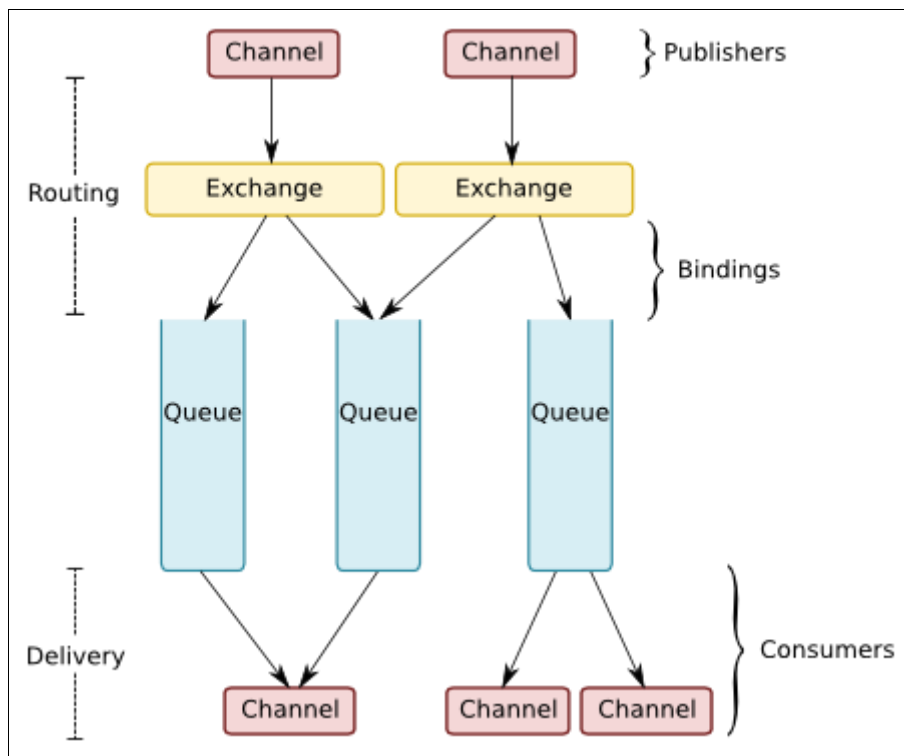 Channel
Channel
Publishers
Routing
Exchange
Exchange
Bindings
Queue
Queue
Queue
Delivery
Consumers
Channel
Channel
Channel